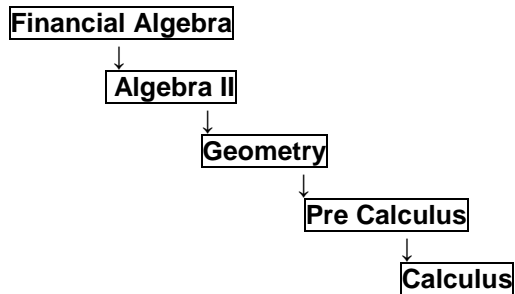 Financial Algebra
↓
Algebra II
↓
Geometry
↓
Pre Calculus
↓
Calculus